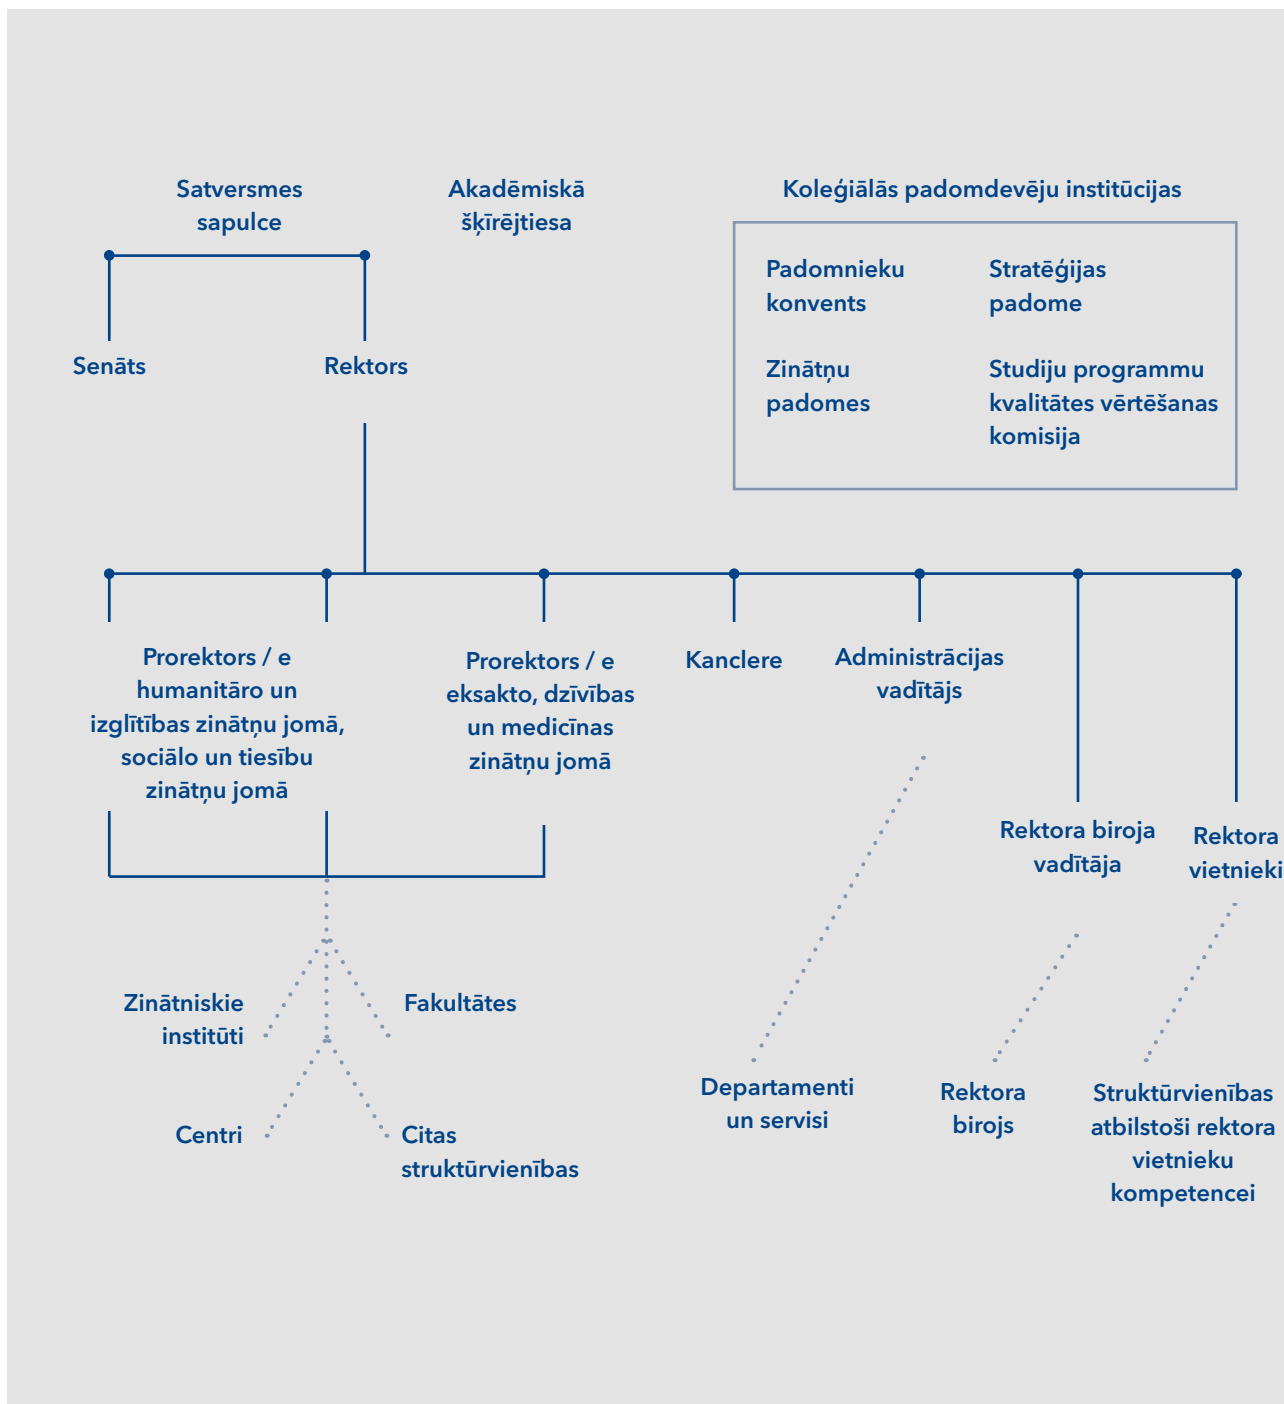 Satversmes
sapulce
Akadēmiskā
šķīrējtiesa
Koleģiālās padomdevēju institūcijas
Padomnieku
konvents
Stratēģijas
padome
Zinātņu
padomes
Studiju programmu
kvalitātes vērtēšanas
komisija
Senāts
Rektors
Prorektors / e
humanitāro un
izglītības zinātņu jomā,
sociālo un tiesību
zinātņu jomā
Prorektors / e
eksakto, dzīvības
un medicīnas
zinātņu jomā
Kanclere
Administrācijas
vadītājs
Rektora biroja
vadītāja
Rektora
vietnieki
Zinātniskie
institūti
Fakultātes
Centri
Citas
struktūrvienības
Departamenti
un servisi
Rektora
birojs
Struktūrvienības
atbilstoši rektora
vietnieku
kompetencei